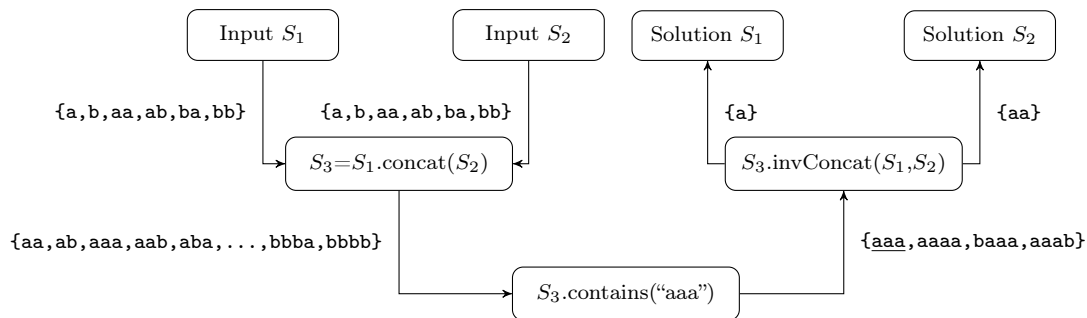 Input S₁
Input S₂
Solution S₁
Solution S₂
{a,b,aa,ab,ba,bb}
{a,b,aa,ab,ba,bb}
{a}
{aa}
S₃=S₁.concat(S₂)
S₃.invConcat(S₁,S₂)
{aa,ab,aaa,aab,aba,...,bbba,bbbb}
{aaa,aaaa,baaa,aaab}
S₃.contains(“aaa”)